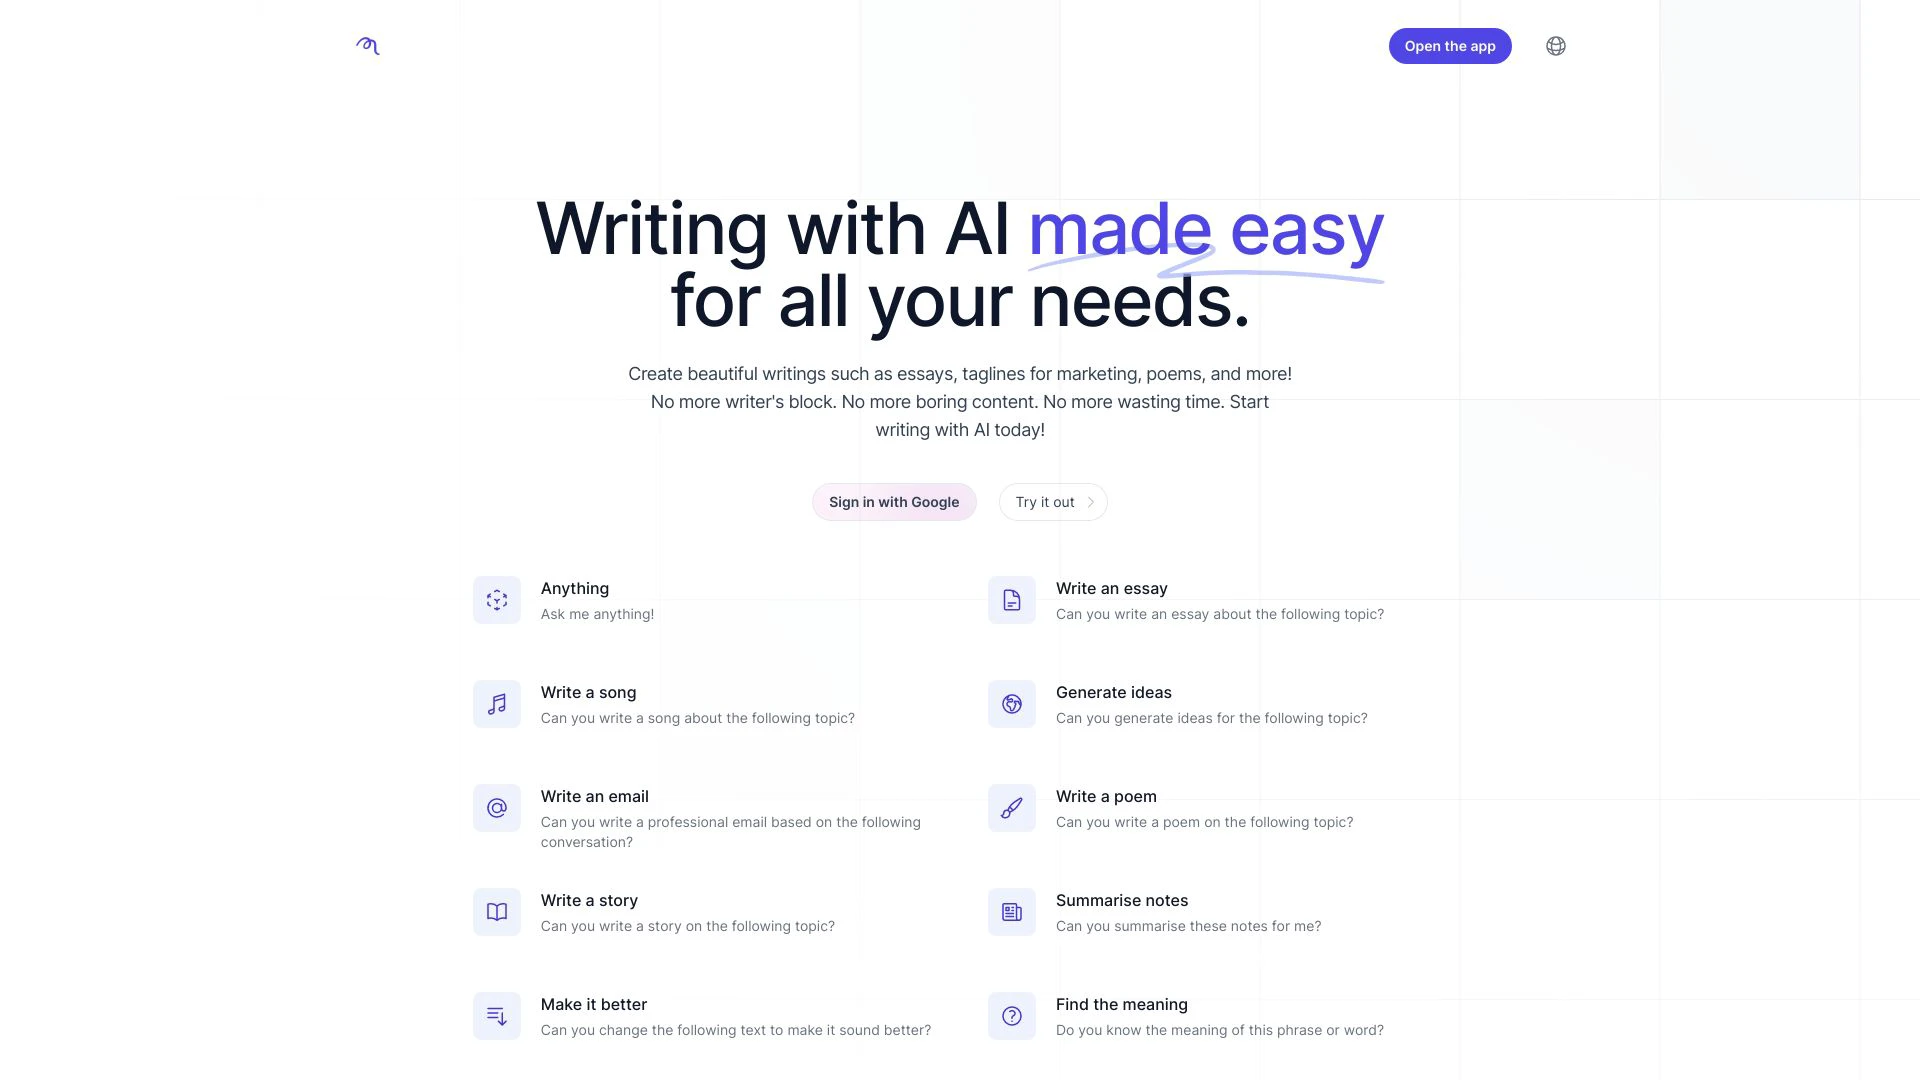 Open the app
Writing with AI made easy
for all your needs.
Create beautiful writings such as essays, taglines for marketing, poems, and more!
No more writer's block. No more boring content. No more wasting time. Start
writing with AI today!
Sign in with Google
Try it out
Anything
Ask me anything!
Write an essay
Can you write an essay about the following topic?
Write a song
Can you write a song about the following topic?
Generate ideas
Can you generate ideas for the following topic?
Write an email
Can you write a professional email based on the following
conversation?
Write a poem
Can you write a poem on the following topic?
Write a story
Can you write a story on the following topic?
Summarise notes
Can you summarise these notes for me?
Make it better
Can you change the following text to make it sound better?
Find the meaning
Do you know the meaning of this phrase or word?